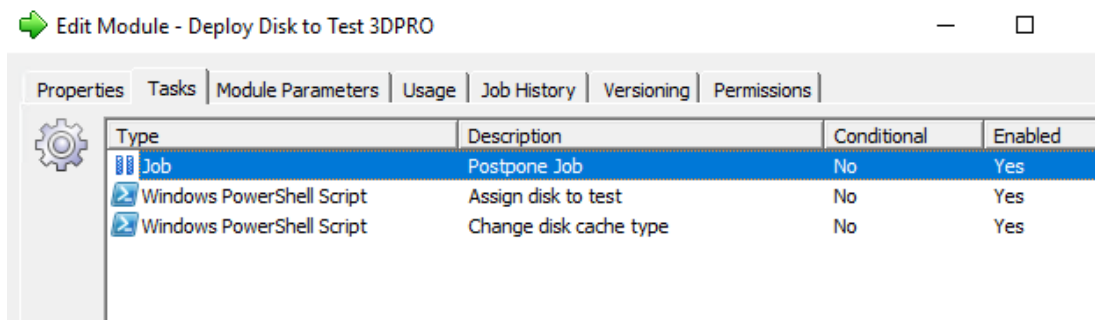 Edit Module - Deploy Disk to Test 3DPRO
Properties Tasks Module Parameters Usage Job History Versioning Permissions
Type Description Conditional Enabled
Job Postpone Job No Yes
Windows PowerShell Script Assign disk to test No Yes
Windows PowerShell Script Change disk cache type No Yes